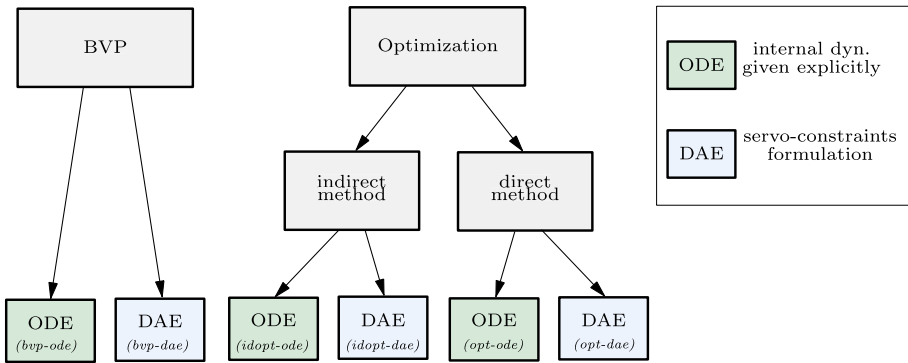 BVP
Optimization
internal dyn.
ODE
given explicitly
servo-constraints
DAE
formulation
indirect
method
direct
method
ODE
(bvp-ode)
DAE
(bvp-dae)
ODE
(idopt-ode)
DAE
(idopt-dae)
ODE
(opt-ode)
DAE
(opt-dae)